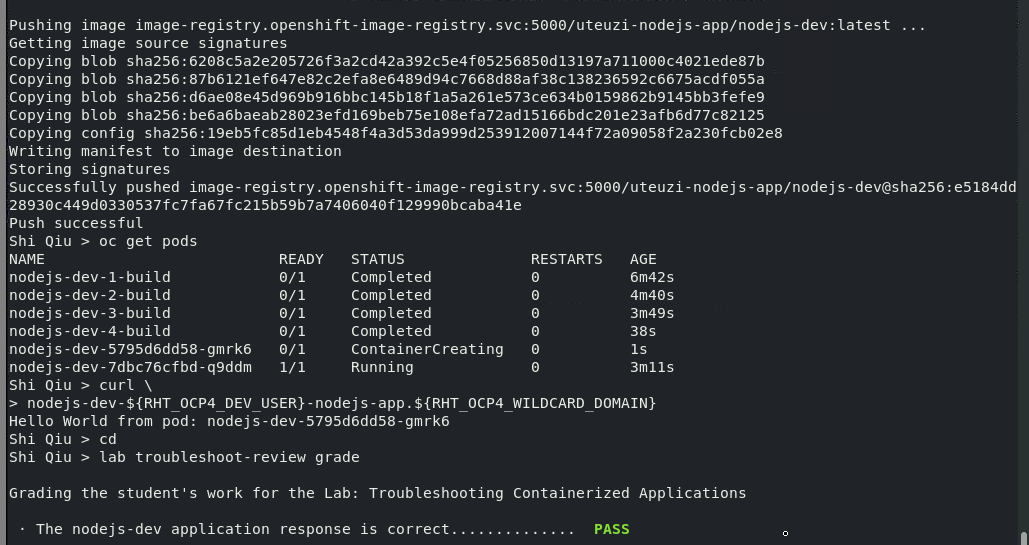 Pushing image image-registry.openshift-image-registry.svc:5000/uteuzi-nodejs-app/nodejs-dev:latest ...
Getting image source signatures
Copying blob sha256:6208c5a2e205726f3a2cd42a392c5e4f05256850d13197a711000c4021ede87b
Copying blob sha256:87b6121ef647e82c2efa8e6489d94c7668d88af38c138236592c6675acdf055a
Copying blob sha256:d6ae08e45d969b916bbc145b18f1a5a261e573ce634b0159862b9145bb3fefe9
Copying blob sha256:be6a6baeab28023efd169beb75e108efa72ad15166bdc201e23afb6d77c82125
Copying config sha256:19eb5fc85d1eb4548f4a3d53da999d253912007144f72a09058f2a230fcb02e8
Writing manifest to image destination
Storing signatures
Successfully pushed image-registry.openshift-image-registry.svc:5000/uteuzi-nodejs-app/nodejs-dev@sha256:e5184dd
28930c449d0330537fc7fa67fc215b59b7a7406040f129990bcaba41e
Push successful
Shi Qiu > oc get pods
NAME READY STATUS RESTARTS AGE
nodejs-dev-1-build 0/1 Completed 0 6m42s
nodejs-dev-2-build 0/1 Completed 0 4m40s
nodejs-dev-3-build 0/1 Completed 0 3m49s
nodejs-dev-4-build 0/1 Completed 0 38s
nodejs-dev-5795d6dd58-gmrk6 0/1 ContainerCreating 0 1s
nodejs-dev-7dbc76cfbd-q9ddm 1/1 Running 0 3m11s
Shi Qiu > curl \
> nodejs-dev-${RHT_OCP4_DEV_USER}-nodejs-app.${RHT_OCP4_WILDCARD_DOMAIN}
Hello World from pod: nodejs-dev-5795d6dd58-gmrk6
Shi Qiu > cd
Shi Qiu > lab troubleshoot-review grade
Grading the student's work for the Lab: Troubleshooting Containerized Applications
· The nodejs-dev application response is correct.............. PASS